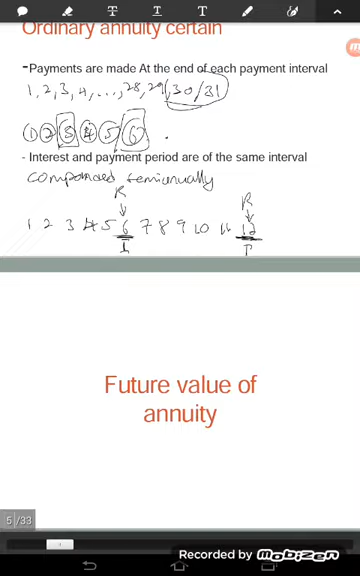 Ordinary annuity certain
-Payments are made At the end of each payment interval
1, 2, 3, 4, ..., 28, 29, 30/31
1 2 3 4 5 6
- Interest and payment period are of the same interval
compounded semianually
R R
1 2 3 4 5 6 7 8 9 10 11 12
I
Future value of
annuity
5/33
Recorded by mobizen